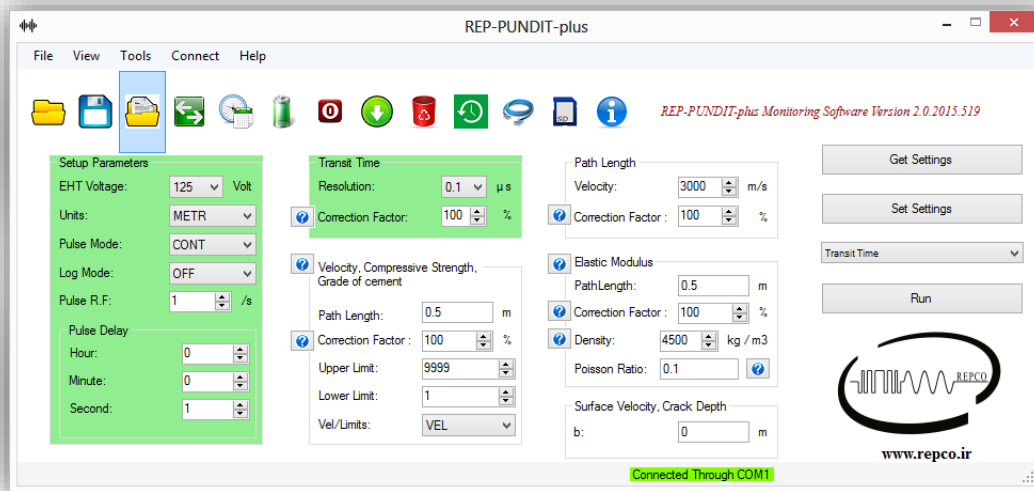 REP-PUNDIT-plus
File View Tools Connect Help
0
SD
REP-PUNDIT-plus Monitoring Software Version 2.0.2015.519
Setup Parameters
EHT Voltage: 125 Volt
Units: METR
Pulse Mode: CONT
Log Mode: OFF
Pulse R.F: 1 /s
Pulse Delay
Hour: 0
Minute: 0
Second: 1
Transit Time
Resolution: 0.1 µ s
? Correction Factor: 100 %
? Velocity, Compressive Strength,
Grade of cement
Path Length: 0.5 m
? Correction Factor : 100 %
Upper Limit: 9999
Lower Limit: 1
Vel/Limits: VEL
Path Length
Velocity: 3000 m/s
? Correction Factor : 100 %
? Elastic Modulus
PathLength: 0.5 m
? Correction Factor : 100 %
? Density: 4500 kg / m3
Poisson Ratio: 0.1 ?
Surface Velocity, Crack Depth
b: 0 m
Get Settings
Set Settings
Transit Time
Run
REPCO
www.repco.ir
Connected Through COM1